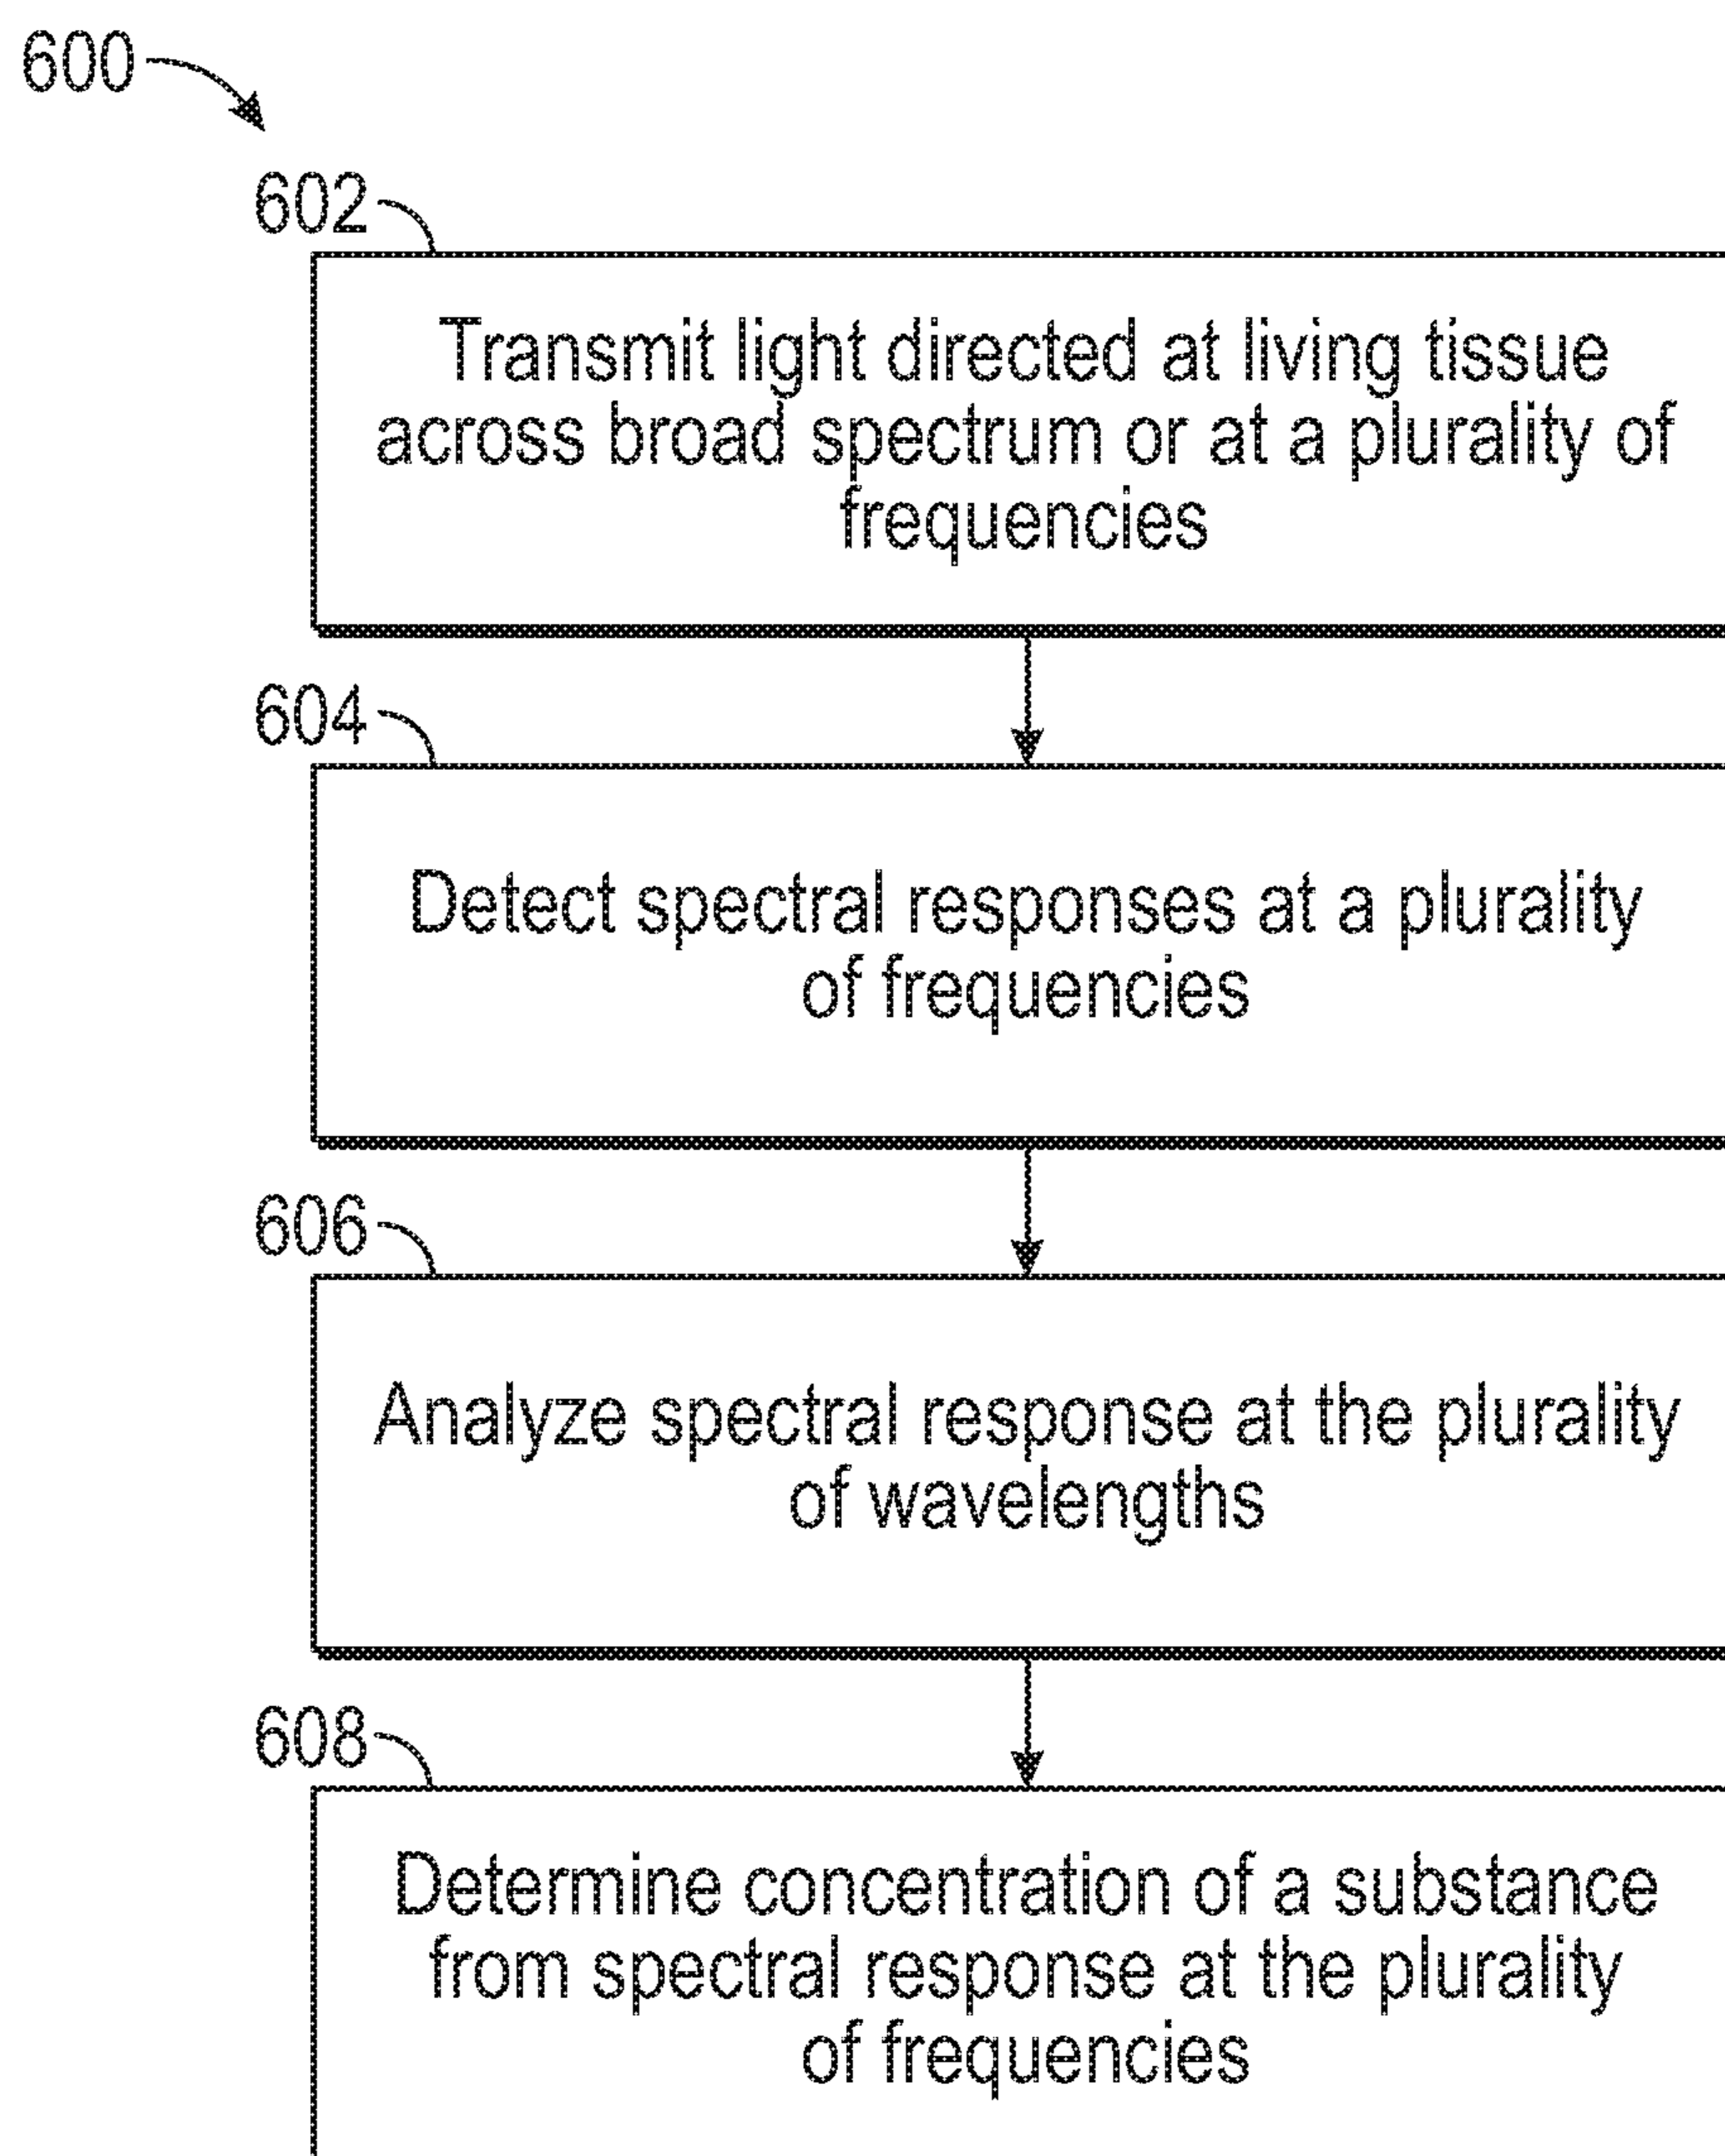 600
602
Transmit light directed at living tissue
across broad spectrum or at a plurality of
frequencies
604
Detect spectral responses at a plurality
of frequencies
606
Analyze spectral response at the plurality
of wavelengths
608
Determine concentration of a substance
from spectral response at the plurality
of frequencies